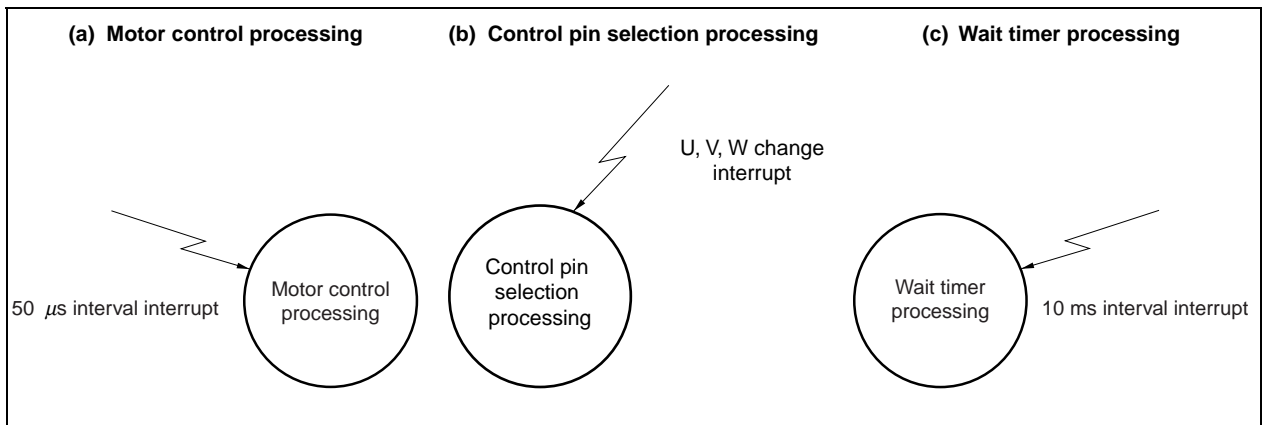 (a) Motor control processing
(b) Control pin selection processing
(c) Wait timer processing
U, V, W change
interrupt
50 μs interval interrupt
Motor control
processing
Control pin
selection
processing
Wait timer
processing
10 ms interval interrupt